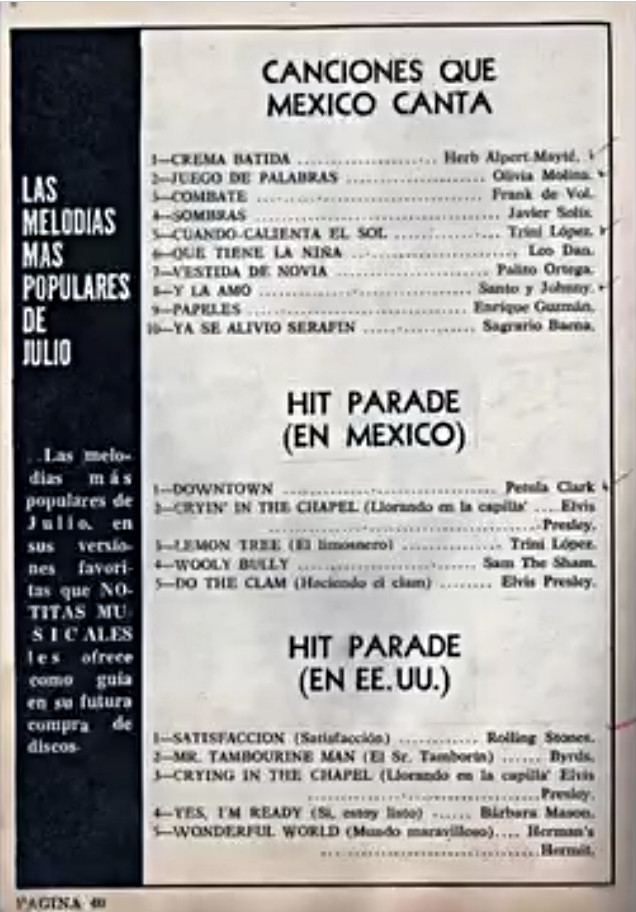 CANCIONES QUE
MEXICO CANTA
LAS
MELODIAS
MAS
POPULARES
DE
JULIO
1—CREMA BATIDA .................. Herb Alpert-Mayté.
2—JUEGO DE PALABRAS .................. Olivia Molina.
3—COMBATE .................. Frank de Vol.
4—SOMBRAS .................. Javier Solís.
5—CUANDO CALIENTA EL SOL .................. Trini López.
6—QUE TIENE LA NIÑA .................. Leo Dan.
7—VESTIDA DE NOVIA .................. Palito Ortega.
8—Y LA AMO .................. Santo y Johnny.
9—PAPELES .................. Enrique Guzmán.
10—YA SE ALIVIO SERAFIN .................. Sagrario Baena.
HIT PARADE
(EN MEXICO)
1—DOWNTOWN .................. Petula Clark
2—CRYIN' IN THE CHAPEL (Llorando en la capilla' .... Elvis
.................. Presley.
3—LEMON TREE (El limosnero) .................. Trini López.
4—WOOLY BULLY .................. Sam The Sham.
5—DO THE CLAM (Haciendo el clam) ........ Elvis Presley.
HIT PARADE
(EN EE.UU.)
1—SATISFACCION (Satisfacción) ............ Rolling Stones.
2—MR. TAMBOURINE MAN (El Sr. Tamborín) ...... Byrds.
3—CRYING IN THE CHAPEL (Llorando en la capilla' Elvis
.................. Presley.
4—YES, I'M READY (Sí, estoy listo) ...... Bárbara Mason.
5—WONDERFUL WORLD (Mundo maravilloso).... Herman's
.................. Hermit.
..Las melo-
dias más
populares de
Julio, en
sus versio-
nes favori-
tas que NO-
TITAS MU-
SICALES
les ofrece
como guía
en su futura
compra de
discos.
PAGINA 40